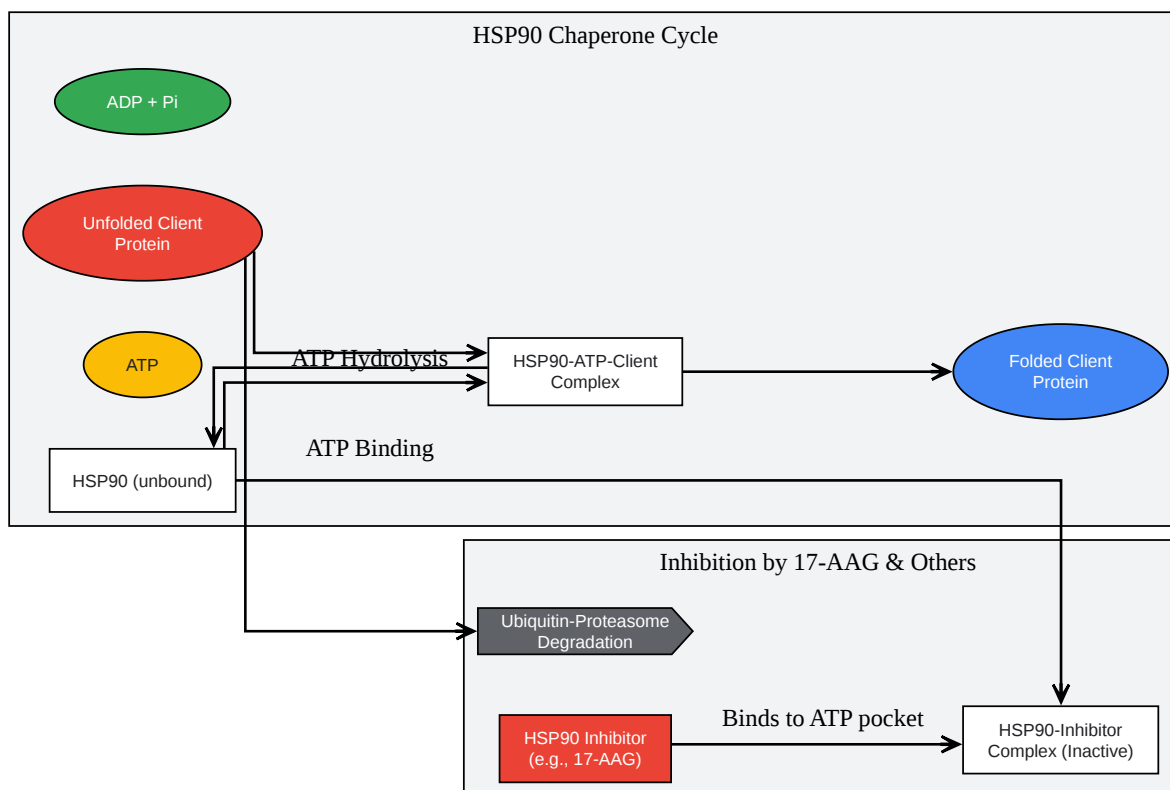 HSP90 Chaperone Cycle
ADP + Pi
Unfolded Client
Protein
ATP Hydrolysis
ATP
HSP90-ATP-Client
Complex
Folded Client
Protein
ATP Binding
HSP90 (unbound)
Inhibition by 17-AAG & Others
Ubiquitin-Proteasome
Degradation
Binds to ATP pocket
HSP90 Inhibitor
(e.g., 17-AAG)
HSP90-Inhibitor
Complex (Inactive)